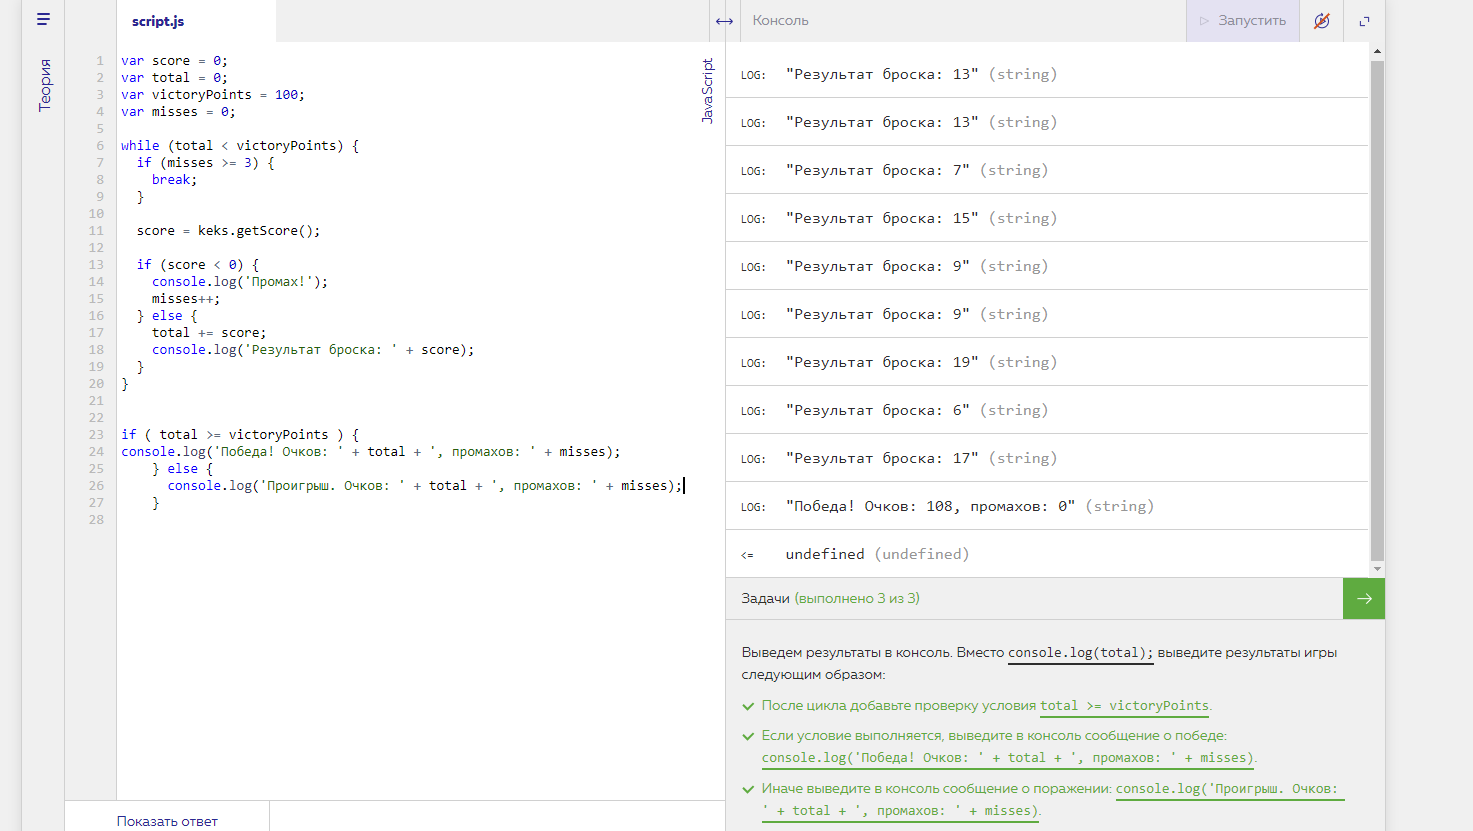 script.js
Консоль
Запустить
Теория
JavaScript
1 var score = 0;
2 var total = 0;
3 var victoryPoints = 100;
4 var misses = 0;
5
6 while (total < victoryPoints) {
7 if (misses >= 3) {
8 break;
9 }
10
11 score = keks.getScore();
12
13 if (score < 0) {
14 console.log('Промах!');
15 misses++;
16 } else {
17 total += score;
18 console.log('Результат броска: ' + score);
19 }
20 }
21
22
23 if ( total >= victoryPoints ) {
24 console.log('Победа! Очков: ' + total + ', промахов: ' + misses);
25 } else {
26 console.log('Проигрыш. Очков: ' + total + ', промахов: ' + misses);
27 }
28
Показать ответ
LOG: "Результат броска: 13" (string)
LOG: "Результат броска: 13" (string)
LOG: "Результат броска: 7" (string)
LOG: "Результат броска: 15" (string)
LOG: "Результат броска: 9" (string)
LOG: "Результат броска: 9" (string)
LOG: "Результат броска: 19" (string)
LOG: "Результат броска: 6" (string)
LOG: "Результат броска: 17" (string)
LOG: "Победа! Очков: 108, промахов: 0" (string)
<= undefined (undefined)
Задачи (выполнено 3 из 3)
Выведем результаты в консоль. Вместо console.log(total); выведите результаты игры
следующим образом:
После цикла добавьте проверку условия total >= victoryPoints.
Если условие выполняется, выведите в консоль сообщение о победе:
console.log('Победа! Очков: ' + total + ', промахов: ' + misses).
Иначе выведите в консоль сообщение о поражении: console.log('Проигрыш. Очков:
' + total + ', промахов: ' + misses).